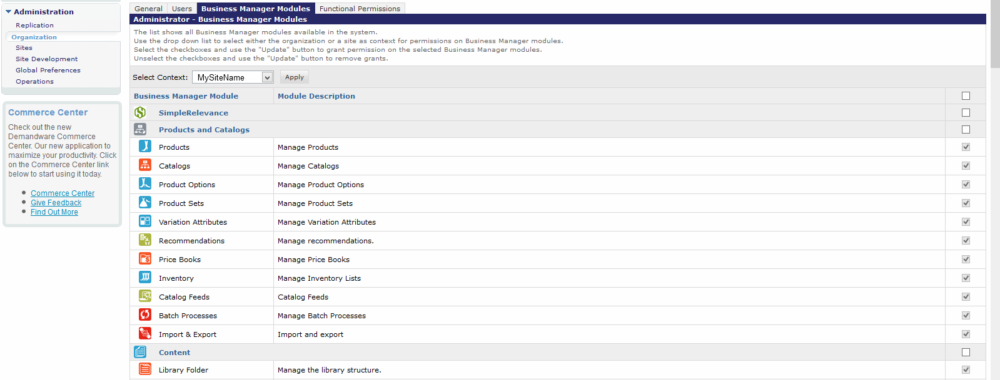 Administration
Replication
Organization
Sites
Site Development
Global Preferences
Operations
Commerce Center
Check out the new
Demandware Commerce
Center. Our new application to
maximize your productivity. Click
on the Commerce Center link
below to start using it today.
Commerce Center
Give Feedback
Find Out More
General Users Business Manager Modules Functional Permissions
Administrator - Business Manager Modules
The list shows all Business Manager modules available in the system.
Use the drop down list to select either the organization or a site as context for permissions on Business Manager modules.
Select the checkboxes and use the "Update" button to grant permission on the selected Business Manager modules.
Unselect the checkboxes and use the "Update" button to remove grants.
Select Context: MySiteName Apply
Business Manager Module Module Description
SimpleRelevance
Products and Catalogs
Products Manage Products
Catalogs Manage Catalogs
Product Options Manage Product Options
Product Sets Manage Product Sets
Variation Attributes Manage Variation Attributes
Recommendations Manage recommendations.
Price Books Manage Price Books
Inventory Manage Inventory Lists
Catalog Feeds Catalog Feeds
Batch Processes Manage Batch Processes
Import & Export Import and export
Content
Library Folder Manage the library structure.